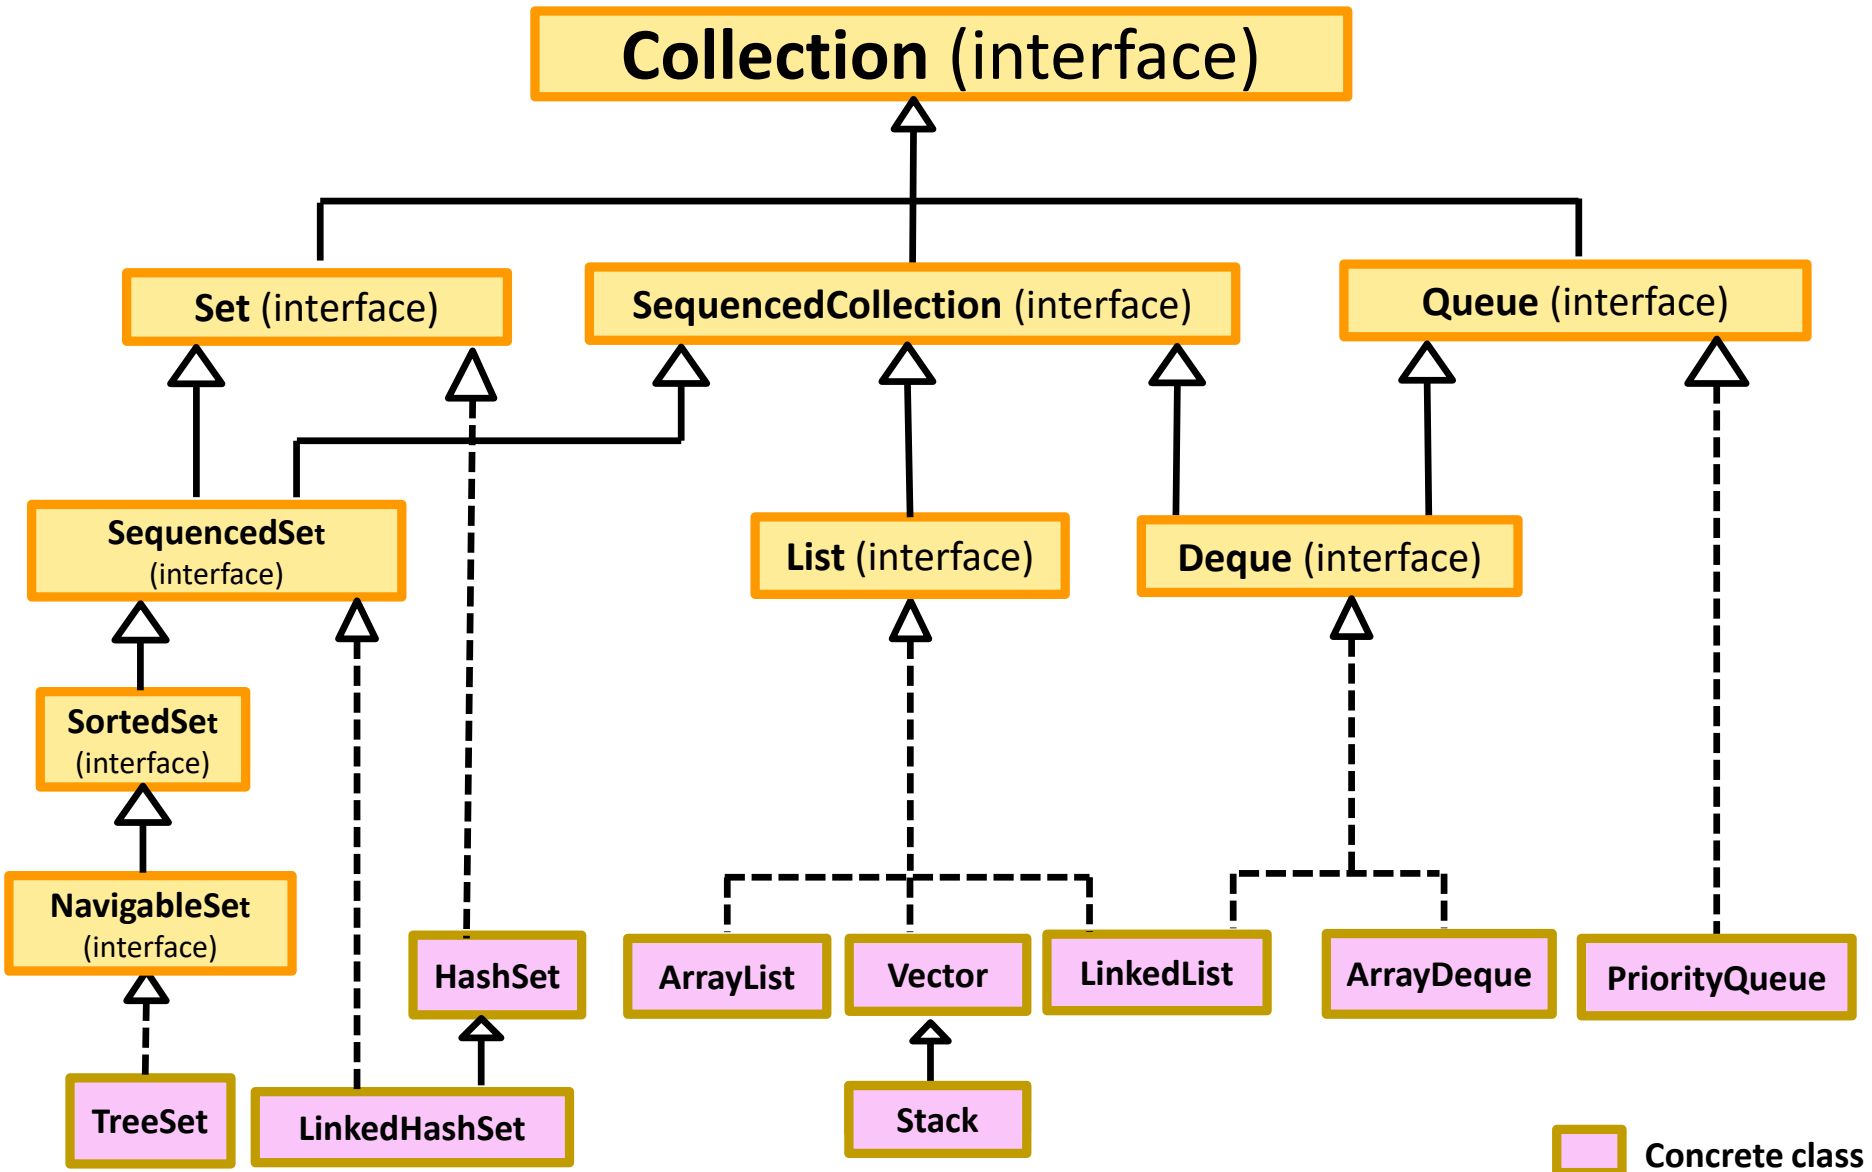 Collection (interface)
Set (interface)
SequencedCollection (interface)
Queue (interface)
SequencedSet
(interface)
List (interface)
Deque (interface)
SortedSet
(interface)
NavigableSet
(interface)
HashSet
ArrayList
Vector
LinkedList
ArrayDeque
PriorityQueue
TreeSet
LinkedHashSet
Stack
Concrete class